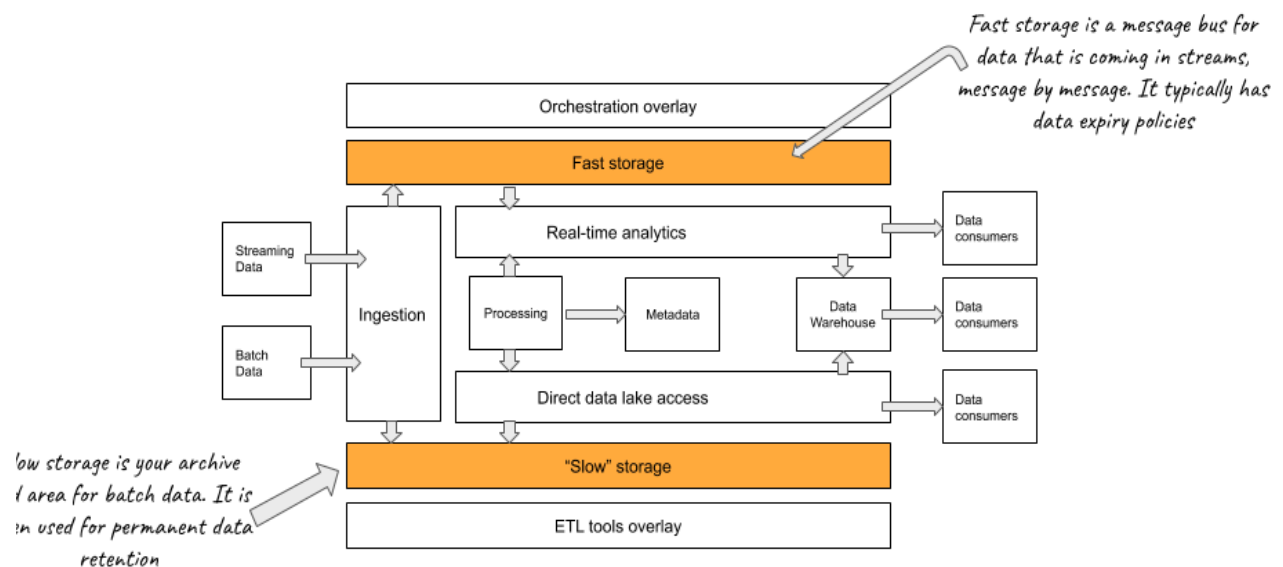 Fast storage is a message bus for
data that is coming in streams,
message by message. It typically has
data expiry policies
Orchestration overlay
Fast storage
Streaming
Data
Batch
Data
Ingestion
Real-time analytics
Processing
Metadata
Data
Warehouse
Direct data lake access
Data
consumers
Data
consumers
Data
consumers
"Slow" storage
ETL tools overlay
storage is your archive
area for batch data. It is
used for permanent data
retention